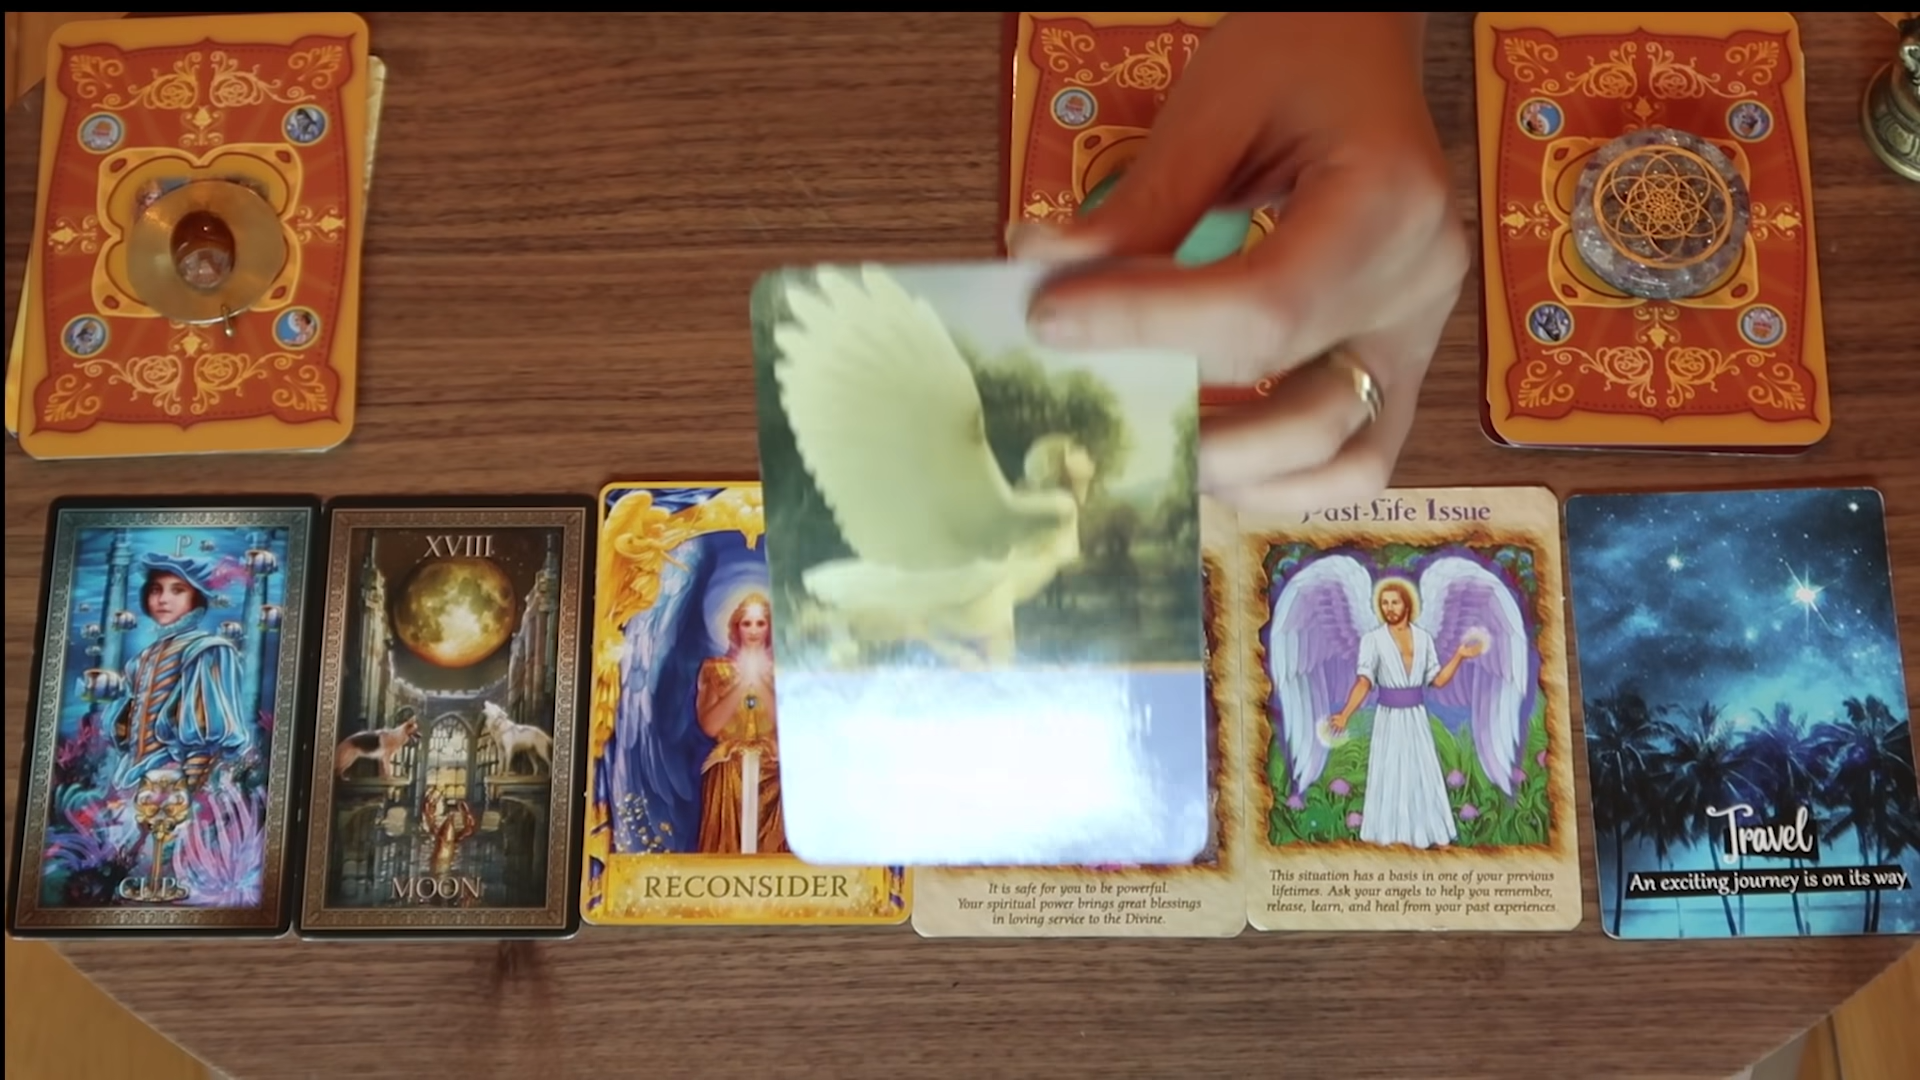 P
CUPS
XVIII
MOON
RECONSIDER
It is safe for you to be powerful.
Your spiritual power brings great blessings
in loving service to the Divine.
Past-Life Issue
This situation has a basis in one of your previous
lifetimes. Ask your angels to help you remember,
release, learn, and heal from your past experiences.
Travel
An exciting journey is on its way